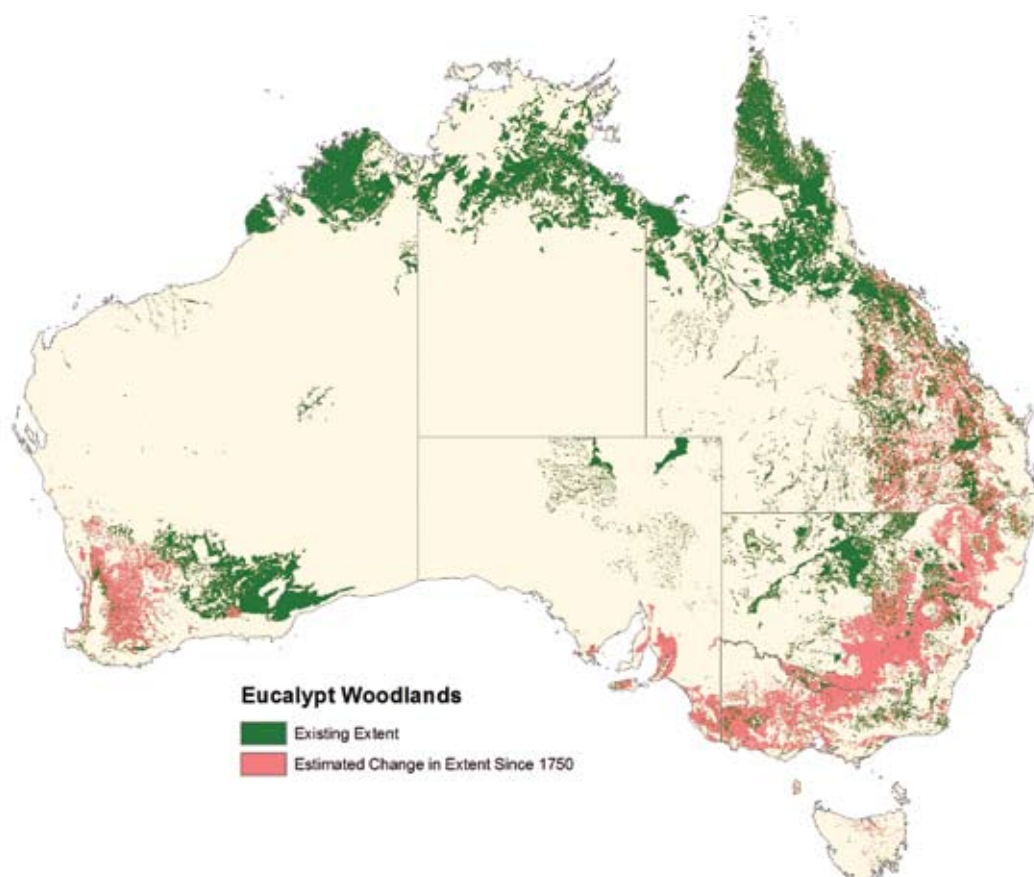 Eucalypt Woodlands
Existing Extent
Estimated Change in Extent Since 1750